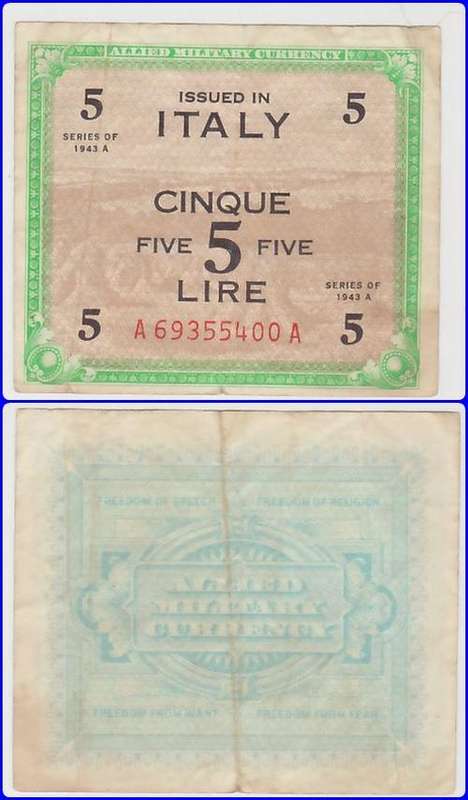 ALLIED MILITARY CURRENCY
5 ISSUED IN 5
ITALY
SERIES OF
1943 A
CINQUE
FIVE 5 FIVE
LIRE
SERIES OF
1943 A
5 A69355400A 5
FREEDOM OF SPEECH FREEDOM OF RELIGION
ALLIED
MILITARY
CURRENCY
FREEDOM FROM WANT FREEDOM FROM FEAR